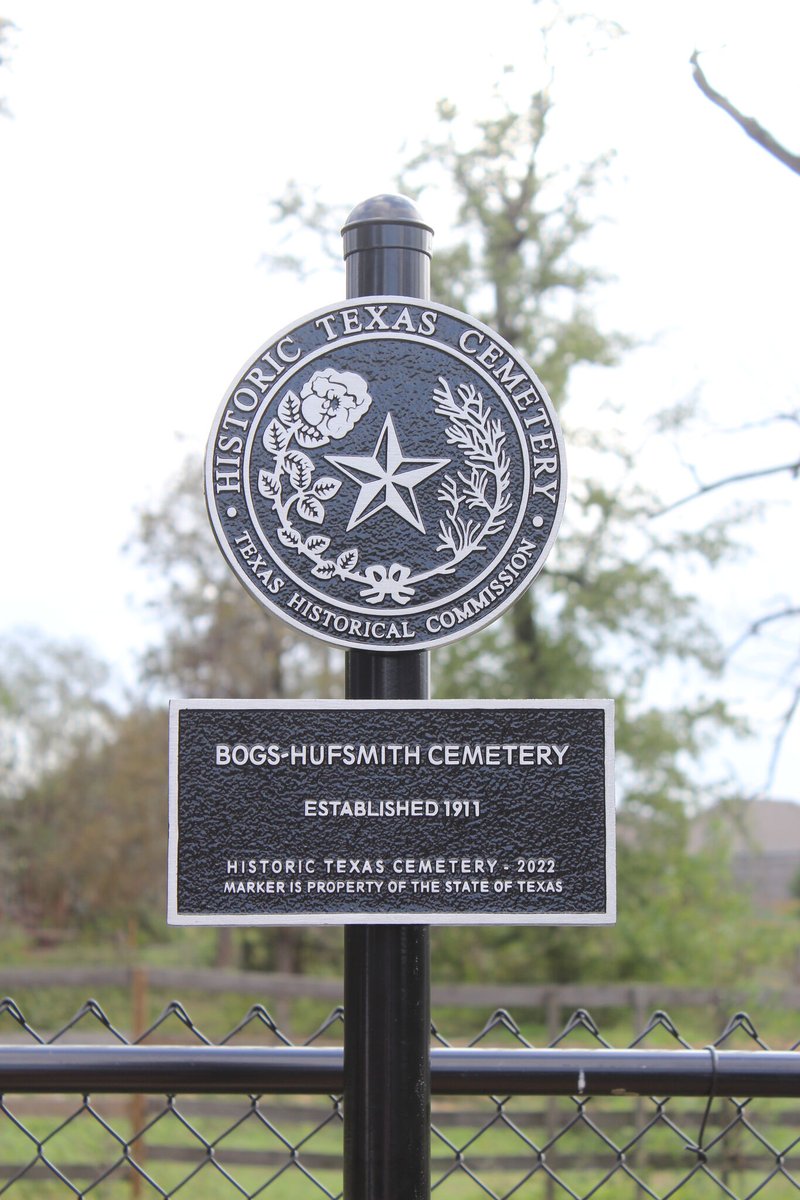 HISTORIC TEXAS CEMETERY
TEXAS HISTORICAL COMMISSION
BOGS-HUFSMITH CEMETERY
ESTABLISHED 1911
HISTORIC TEXAS CEMETERY - 2022
MARKER IS PROPERTY OF THE STATE OF TEXAS